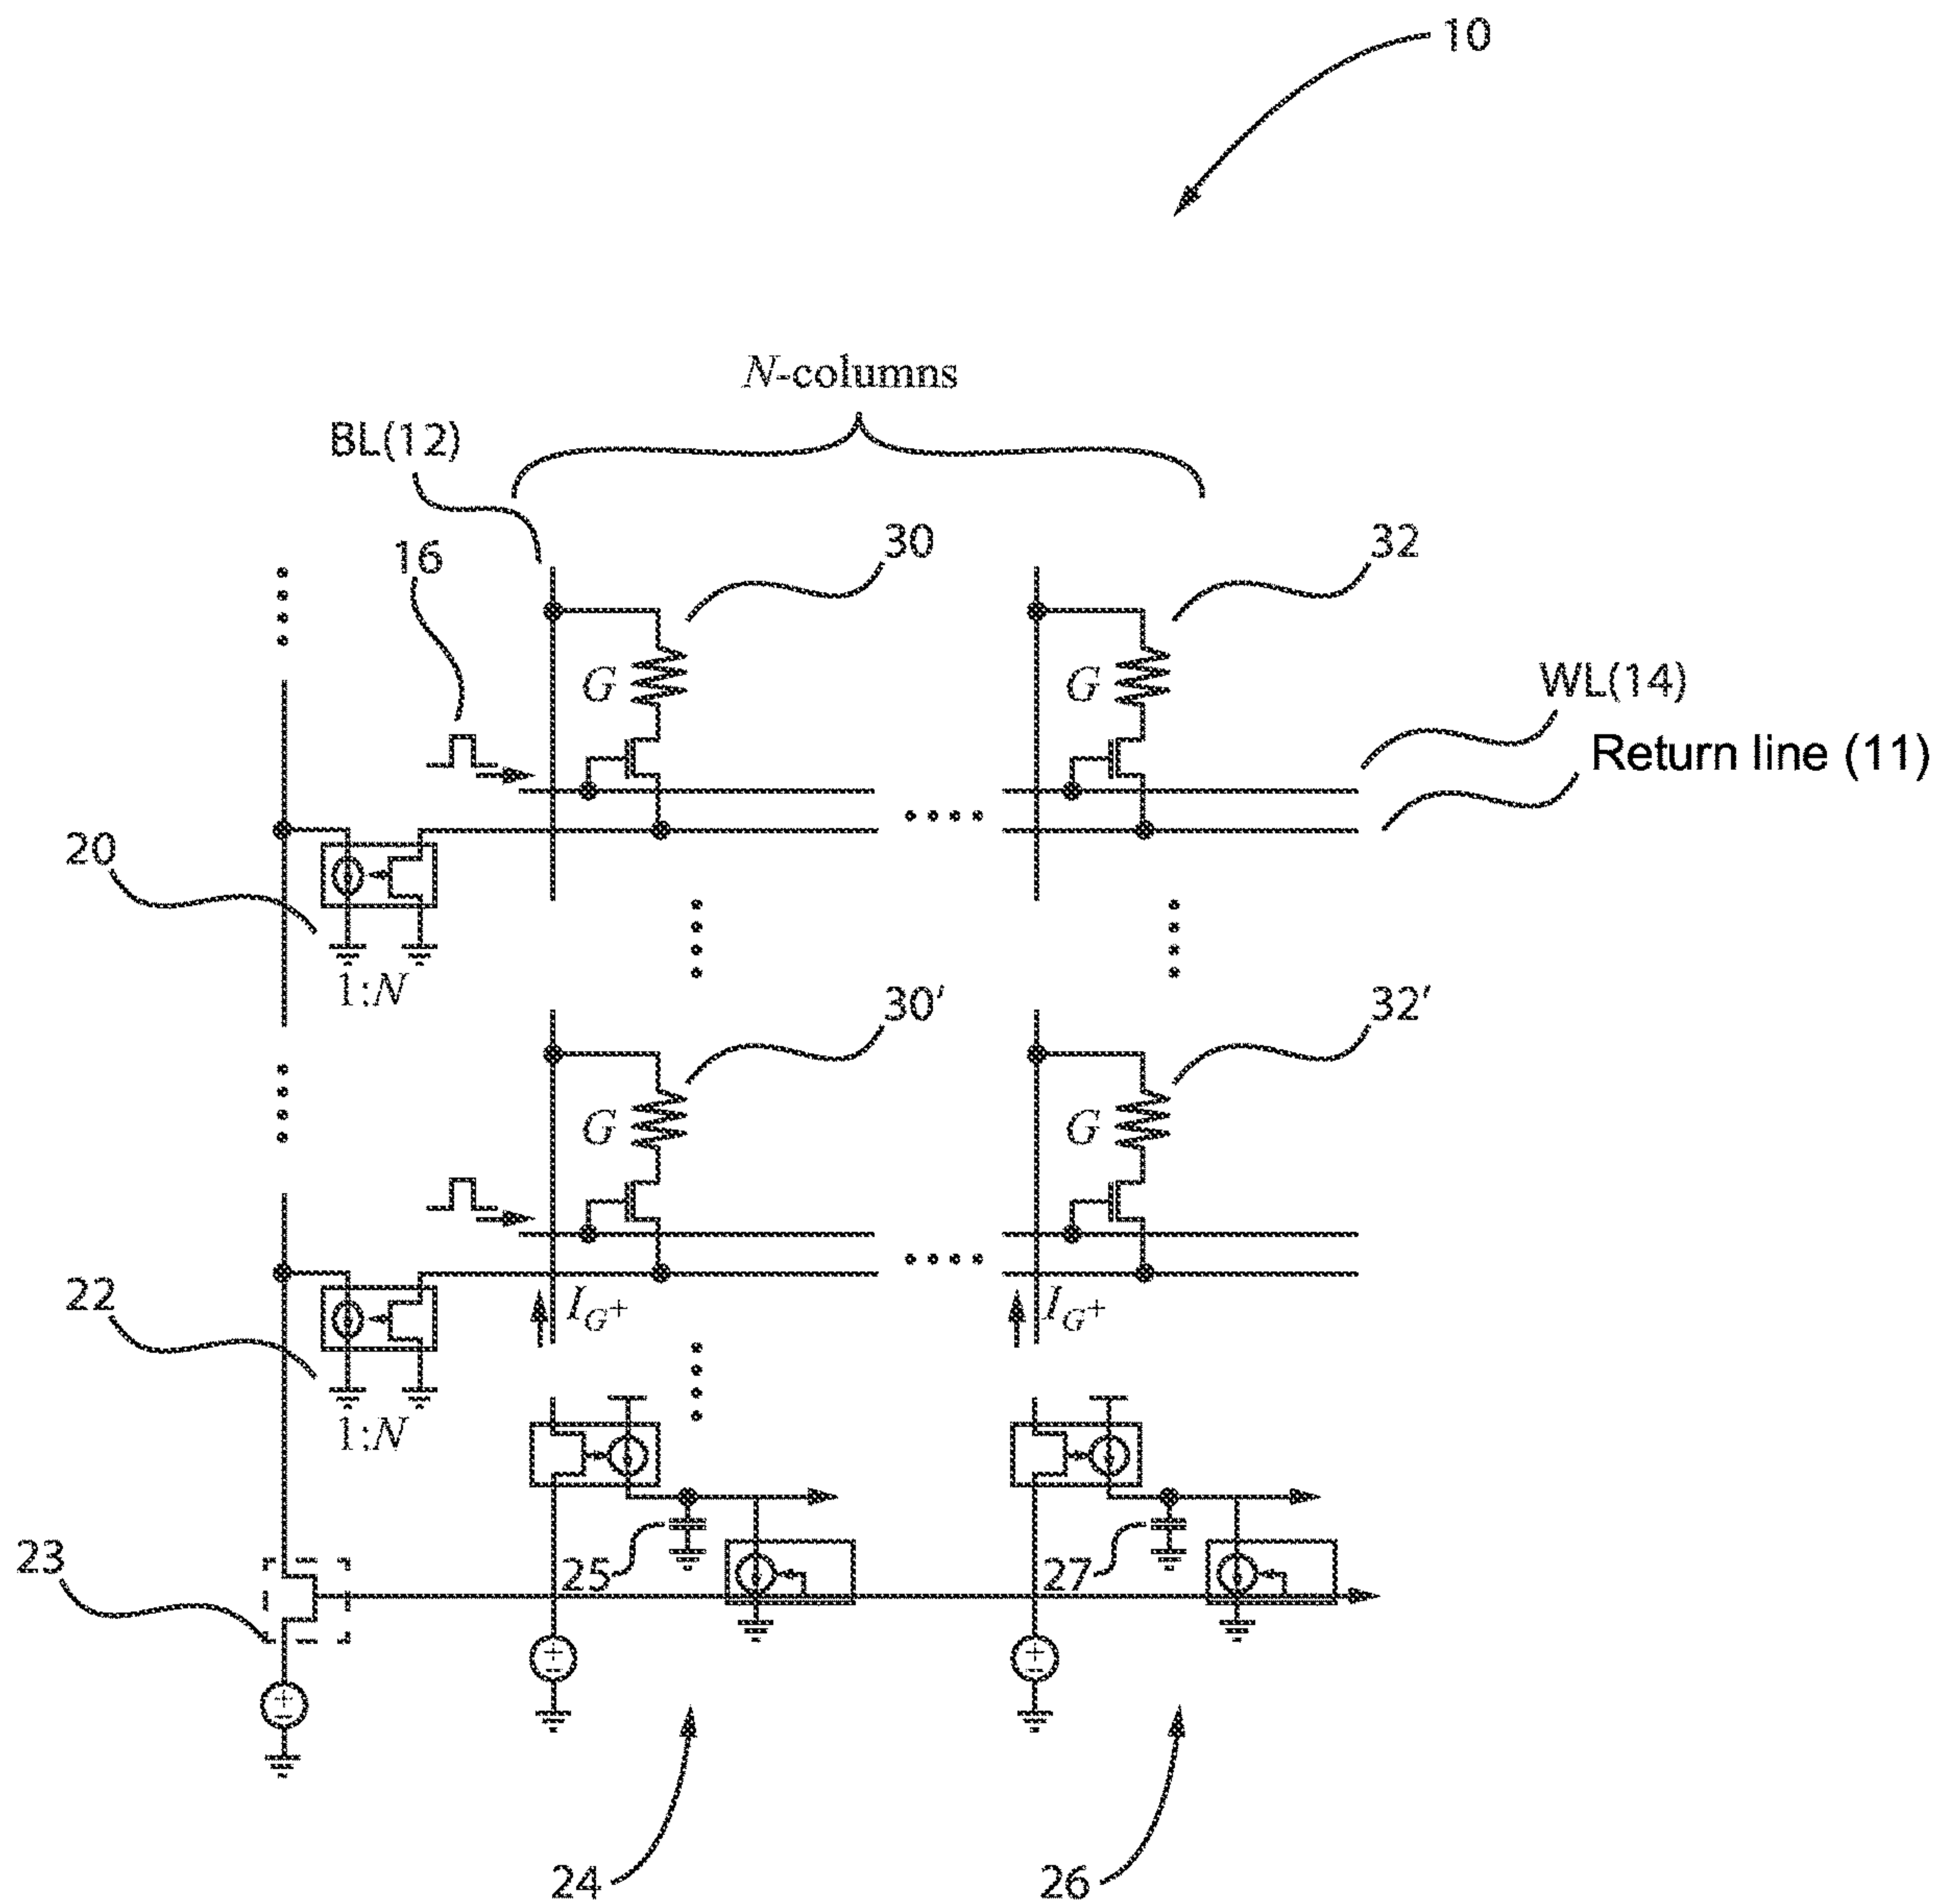 10
N-columns
BL(12)
16
30
32
G
G
WL(14)
Return line (11)
20
1:N
30'
32'
G
G
22
I_G+
I_G+
1:N
23
25
27
24
26